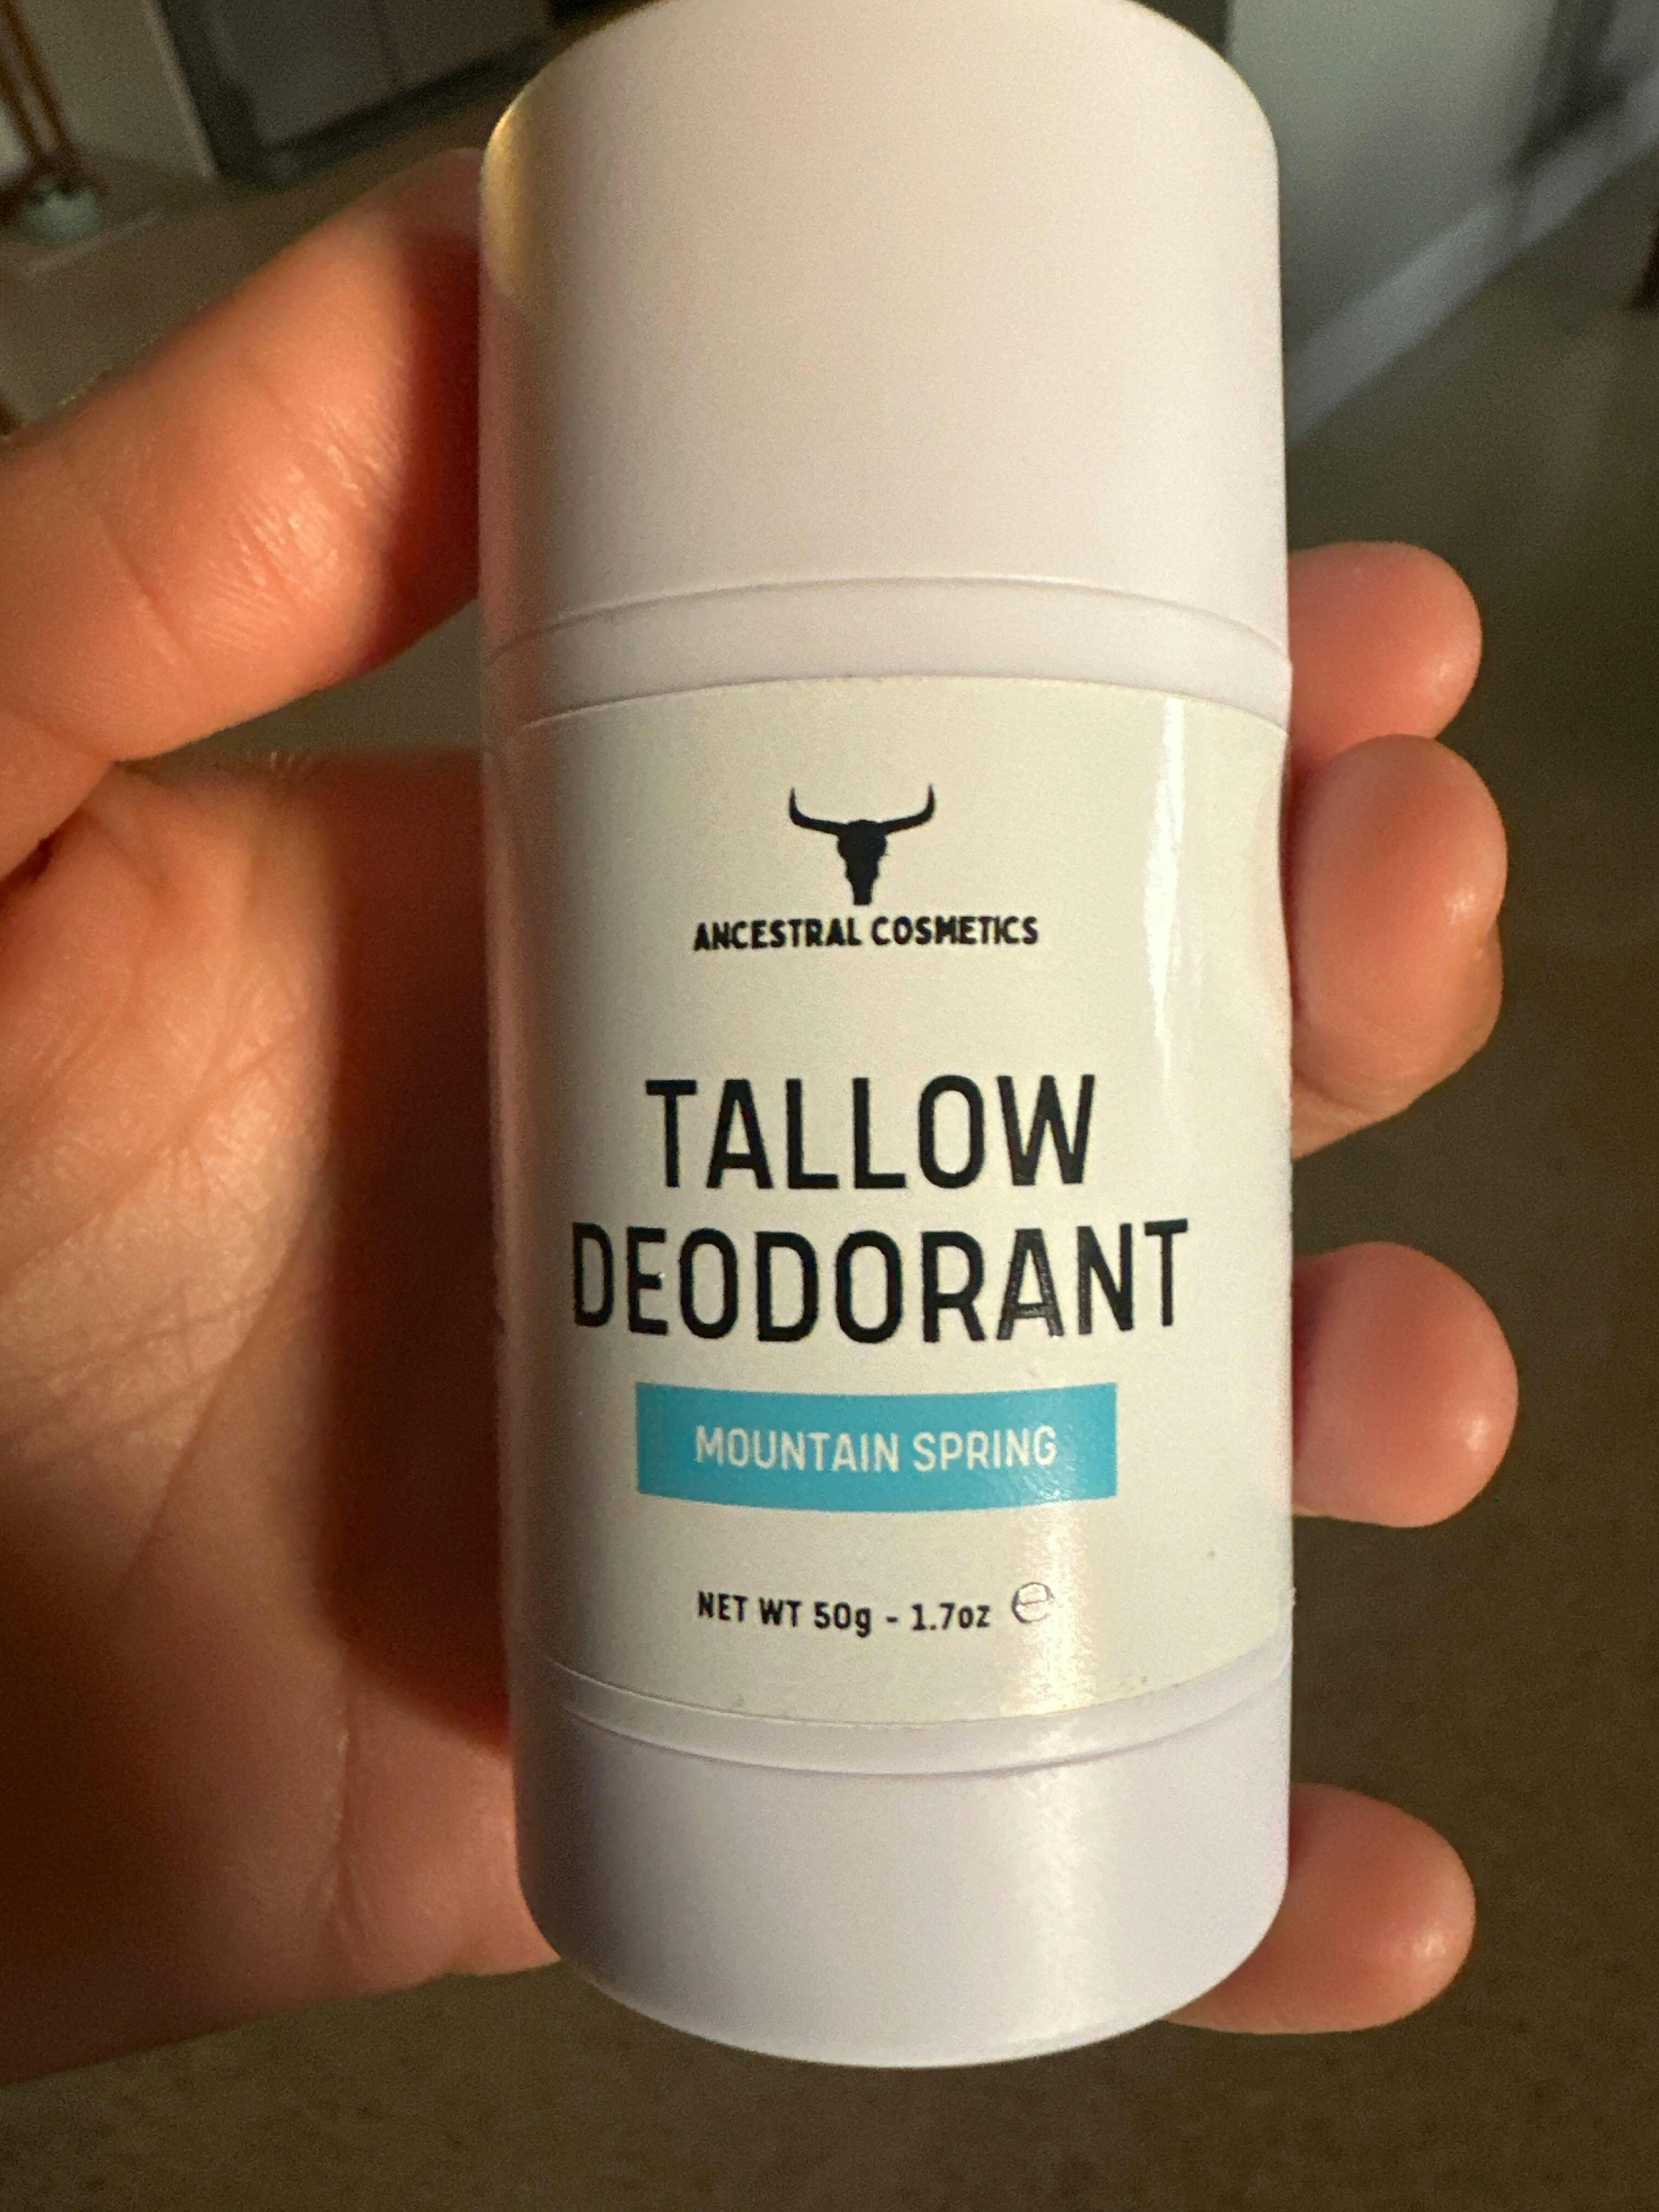 ANCESTRAL COSMETICS
TALLOW
DEODORANT
MOUNTAIN SPRING
NET WT 50g - 1.7oz ℮